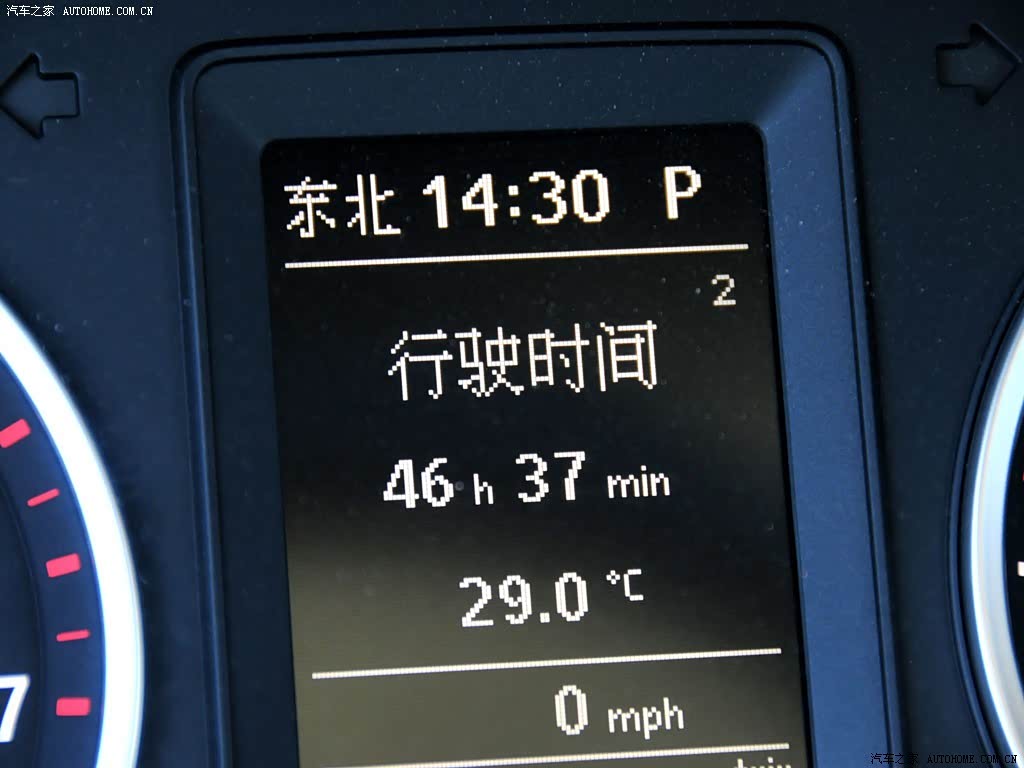 汽车之家 AUTOHOME.COM.CN
东北 14:30 P
2
行驶时间
46 h 37 min
29.0 °C
0 mph
7
汽车之家 AUTOHOME.COM.CN